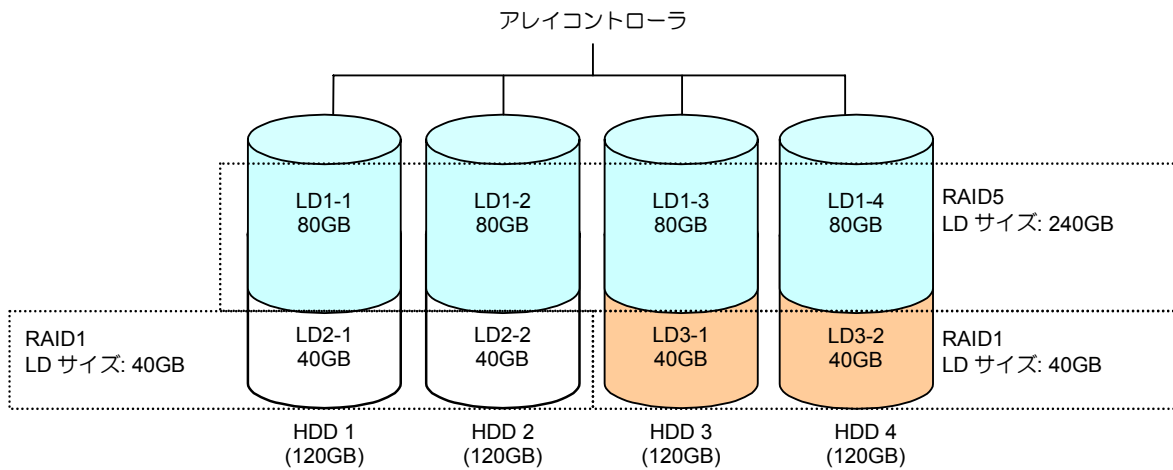 アレイコントローラ
LD1-1
80GB
LD1-2
80GB
LD1-3
80GB
LD1-4
80GB
RAID5
LD サイズ: 240GB
RAID1
LD サイズ: 40GB
LD2-1
40GB
LD2-2
40GB
LD3-1
40GB
LD3-2
40GB
RAID1
LD サイズ: 40GB
HDD 1
(120GB)
HDD 2
(120GB)
HDD 3
(120GB)
HDD 4
(120GB)